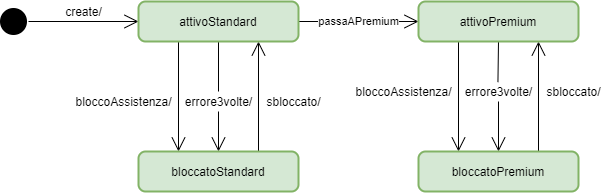 create/
attivoStandard
passaAPremium
attivoPremium
bloccoAssistenza/
errore3volte/
sbloccato/
bloccoAssistenza/
errore3volte/
sbloccato/
bloccatoStandard
bloccatoPremium